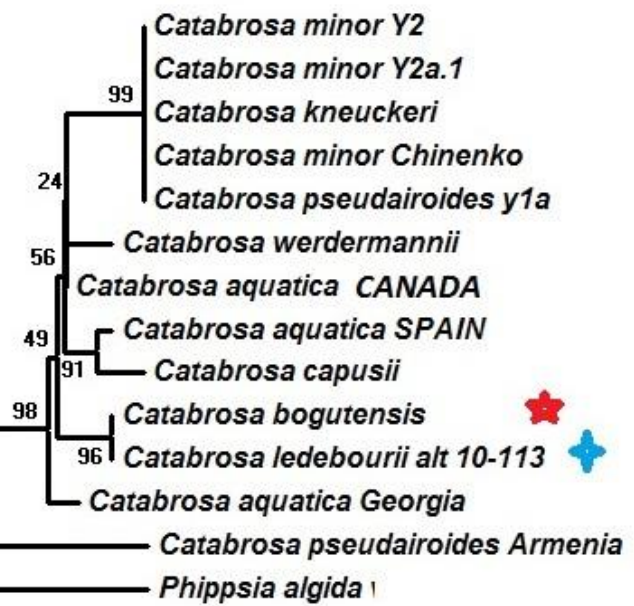 Catabrosa minor Y2
Catabrosa minor Y2a.1
99
Catabrosa kneuckeri
Catabrosa minor Chinenko
24
Catabrosa pseudairoides y1a
Catabrosa werdermannii
56
Catabrosa aquatica CANADA
Catabrosa aquatica SPAIN
49
91
Catabrosa capusii
98
Catabrosa bogutensis
96
Catabrosa ledebourii alt 10-113
Catabrosa aquatica Georgia
Catabrosa pseudairoides Armenia
Phippsia algida